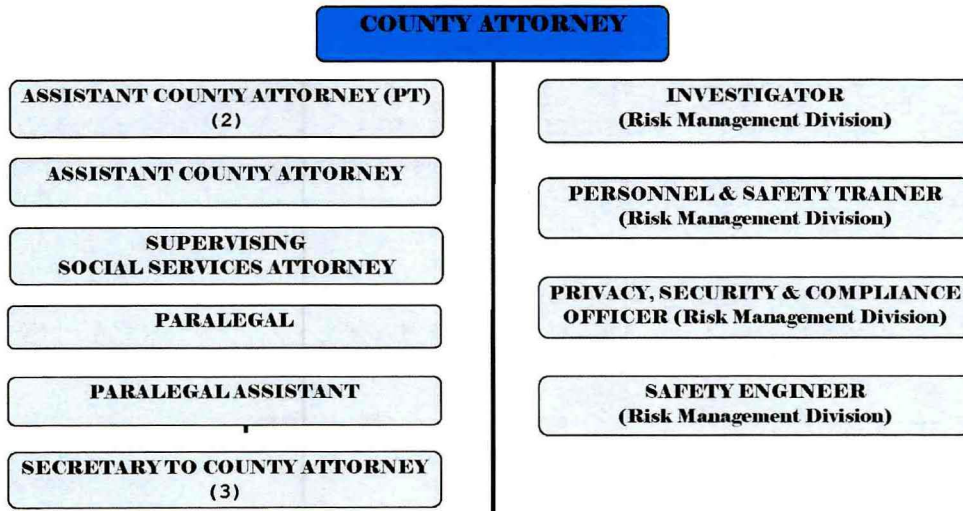 COUNTY ATTORNEY
ASSISTANT COUNTY ATTORNEY (PT)
(2)
ASSISTANT COUNTY ATTORNEY
SUPERVISING
SOCIAL SERVICES ATTORNEY
PARALEGAL
PARALEGAL ASSISTANT
SECRETARY TO COUNTY ATTORNEY
(3)
INVESTIGATOR
(Risk Management Division)
PERSONNEL & SAFETY TRAINER
(Risk Management Division)
PRIVACY, SECURITY & COMPLIANCE
OFFICER (Risk Management Division)
SAFETY ENGINEER
(Risk Management Division)